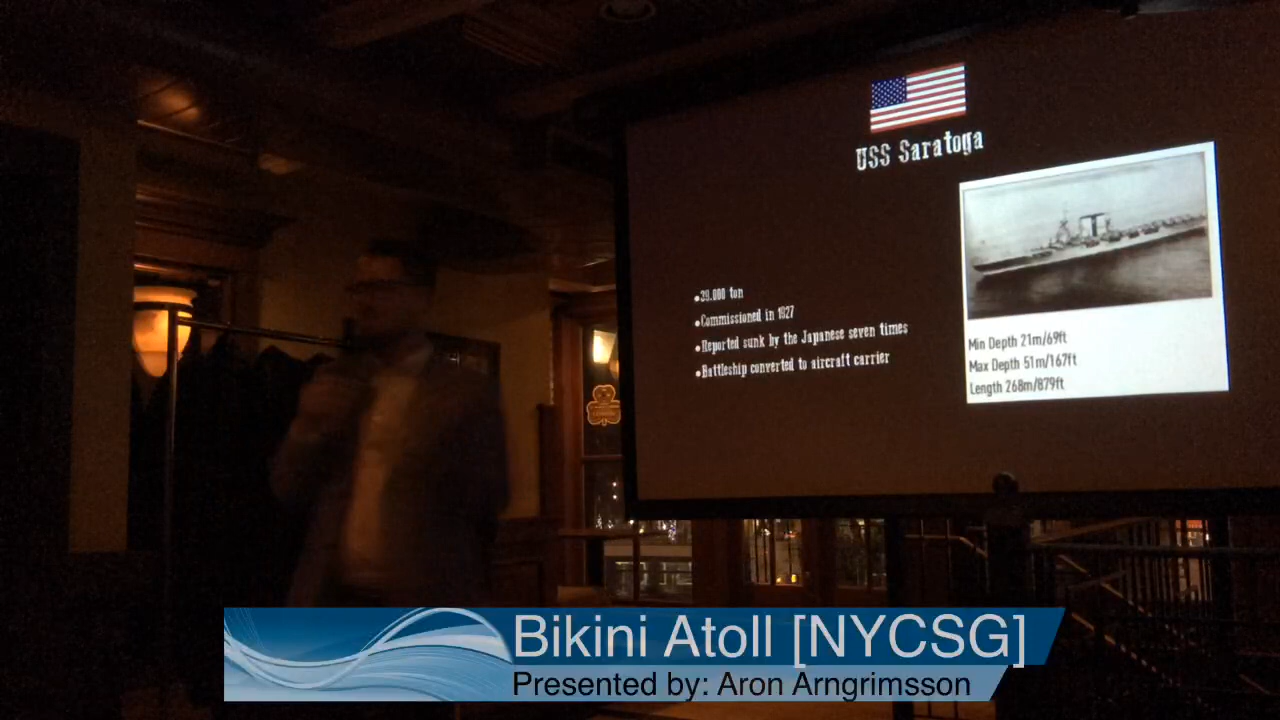 USS Saratoga
•39.000 ton
•Commissioned in 1927
•Reported sunk by the Japanese seven times
•Battleship converted to aircraft carrier
Min Depth 21m/69ft
Max Depth 51m/167ft
Length 268m/879ft
Bikini Atoll [NYCSG]
Presented by: Aron Arngrimsson